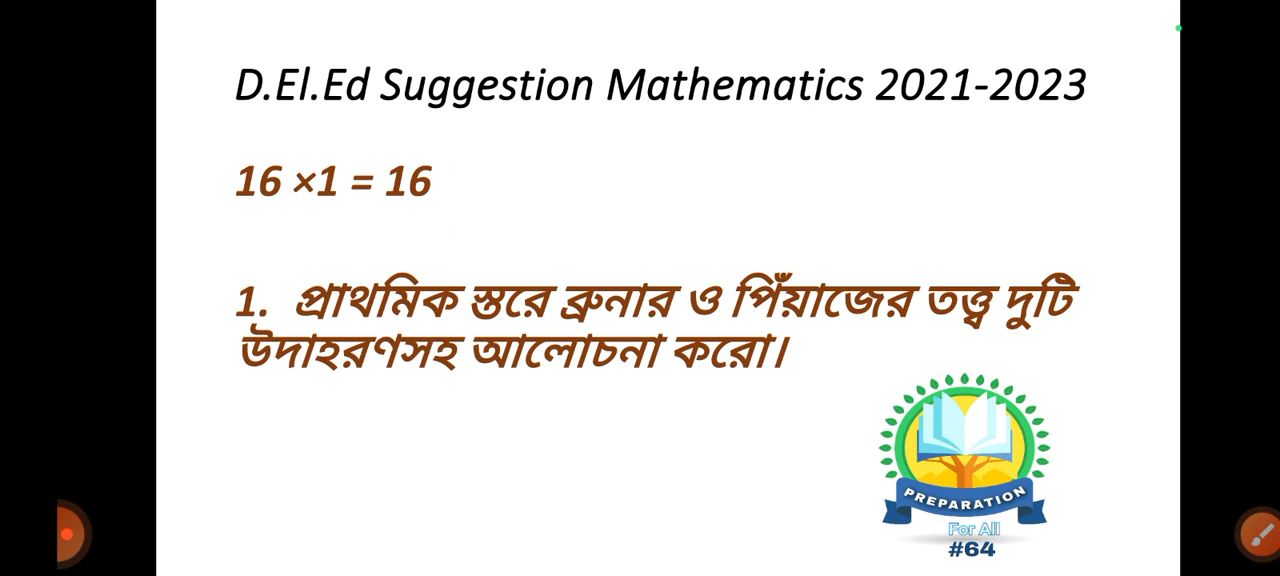 D.El.Ed Suggestion Mathematics 2021-2023
16 ×1 = 16
1. প্রাথমিক স্তরে ব্রুনার ও পিঁয়াজের তত্ত্ব দুটি
উদাহরণসহ আলোচনা করো।
PREPARATION
For All
#64